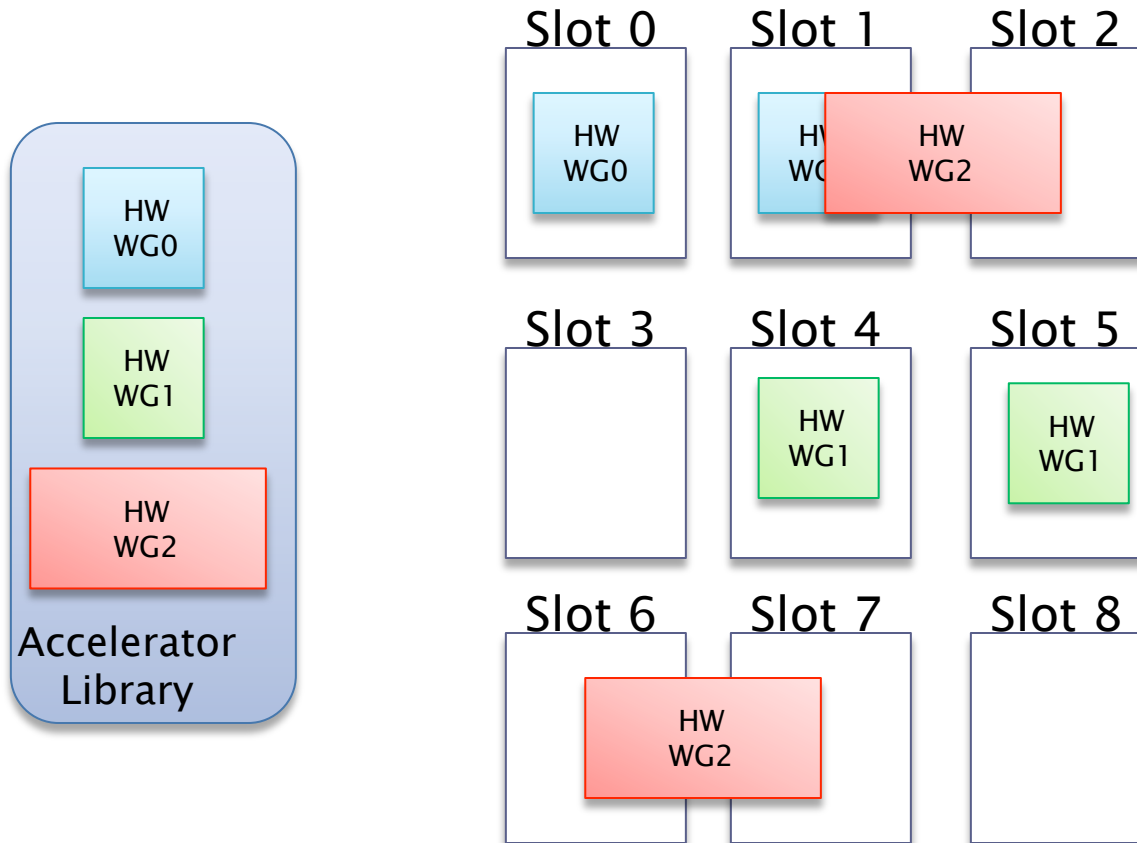 Slot 0
Slot 1
Slot 2
HW
WG0
HW
WG2
HW
WG0
HW
WG1
HW
WG2
Accelerator
Library
Slot 3
Slot 4
Slot 5
HW
WG1
HW
WG1
Slot 6
Slot 7
Slot 8
HW
WG2